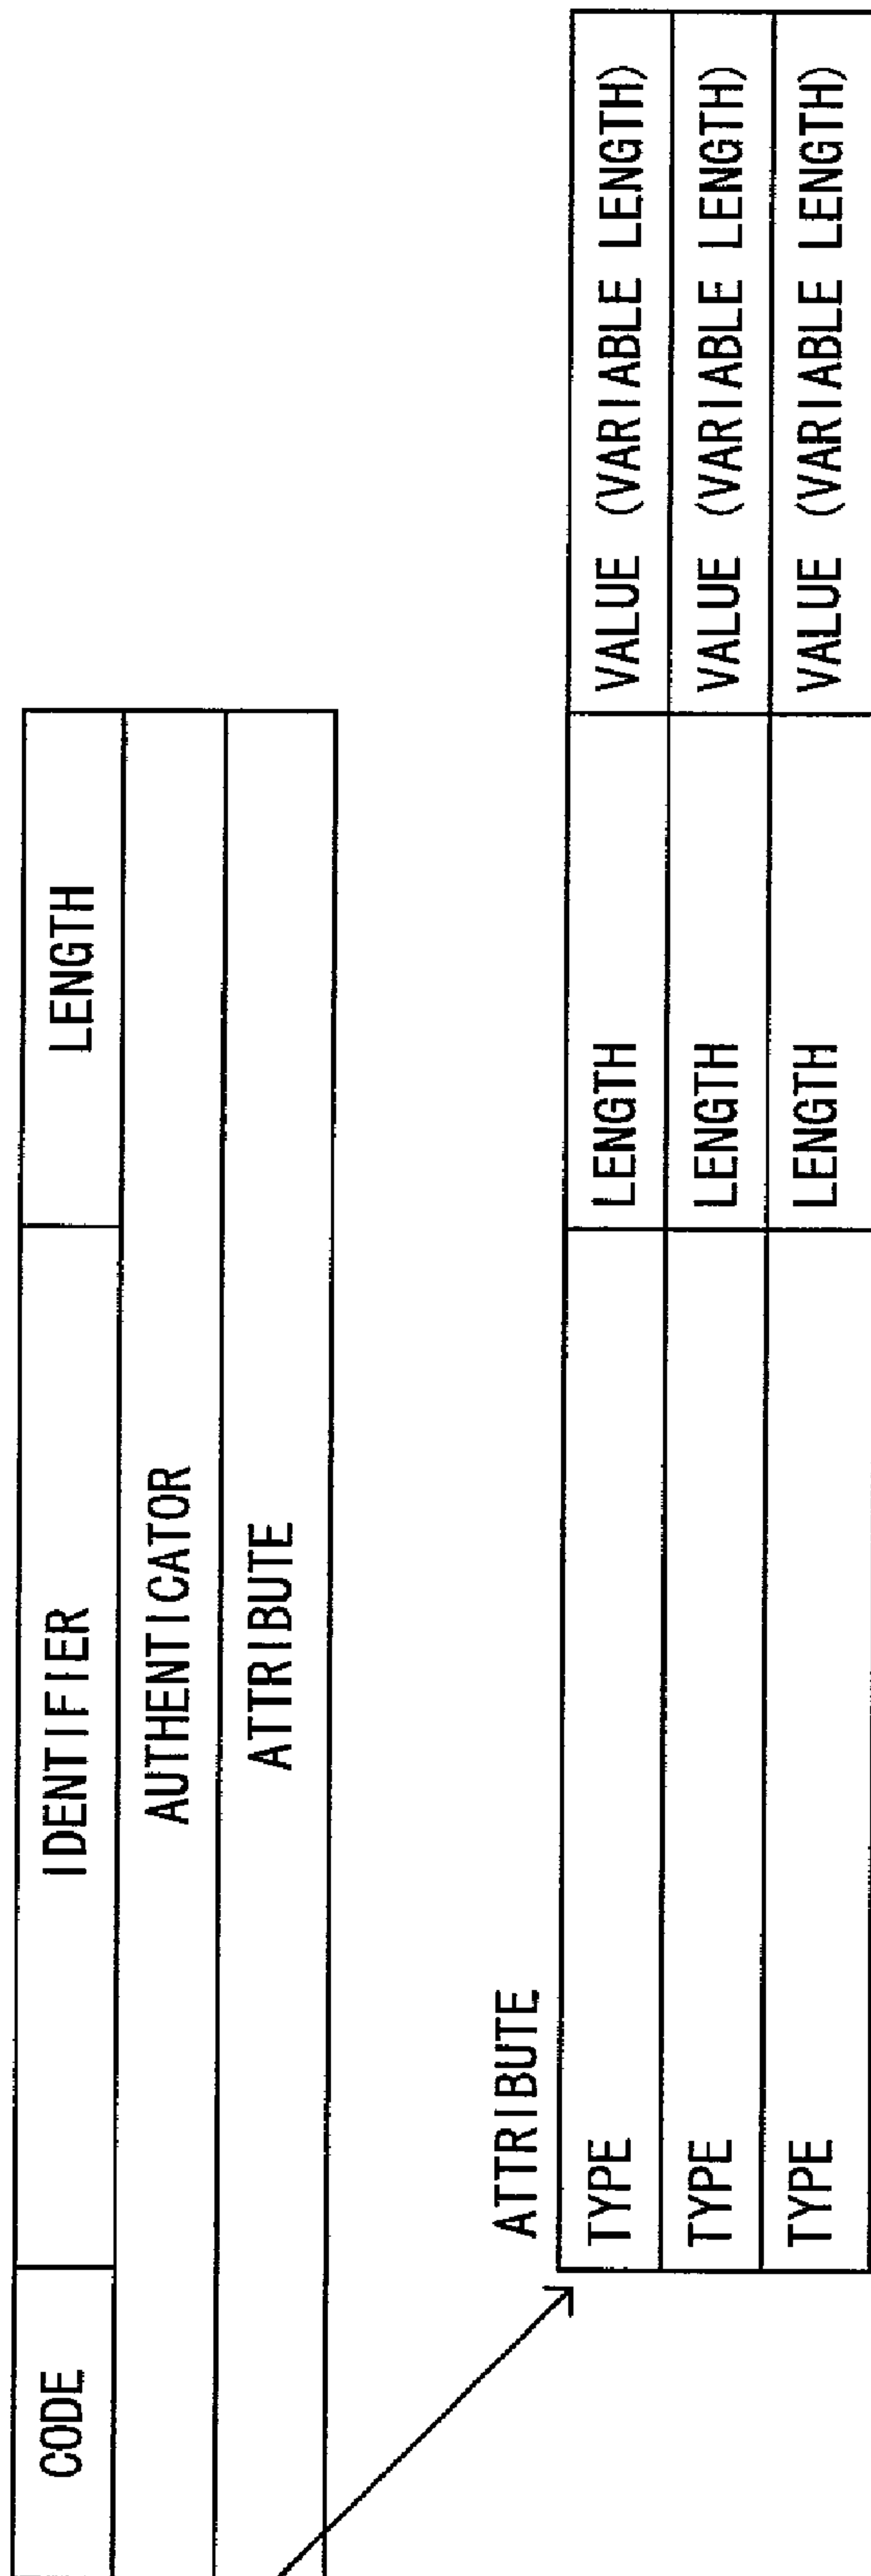 CODE IDENTIFIER LENGTH
AUTHENTICATOR
ATTRIBUTE
ATTRIBUTE
TYPE LENGTH VALUE (VARIABLE LENGTH)
TYPE LENGTH VALUE (VARIABLE LENGTH)
TYPE LENGTH VALUE (VARIABLE LENGTH)